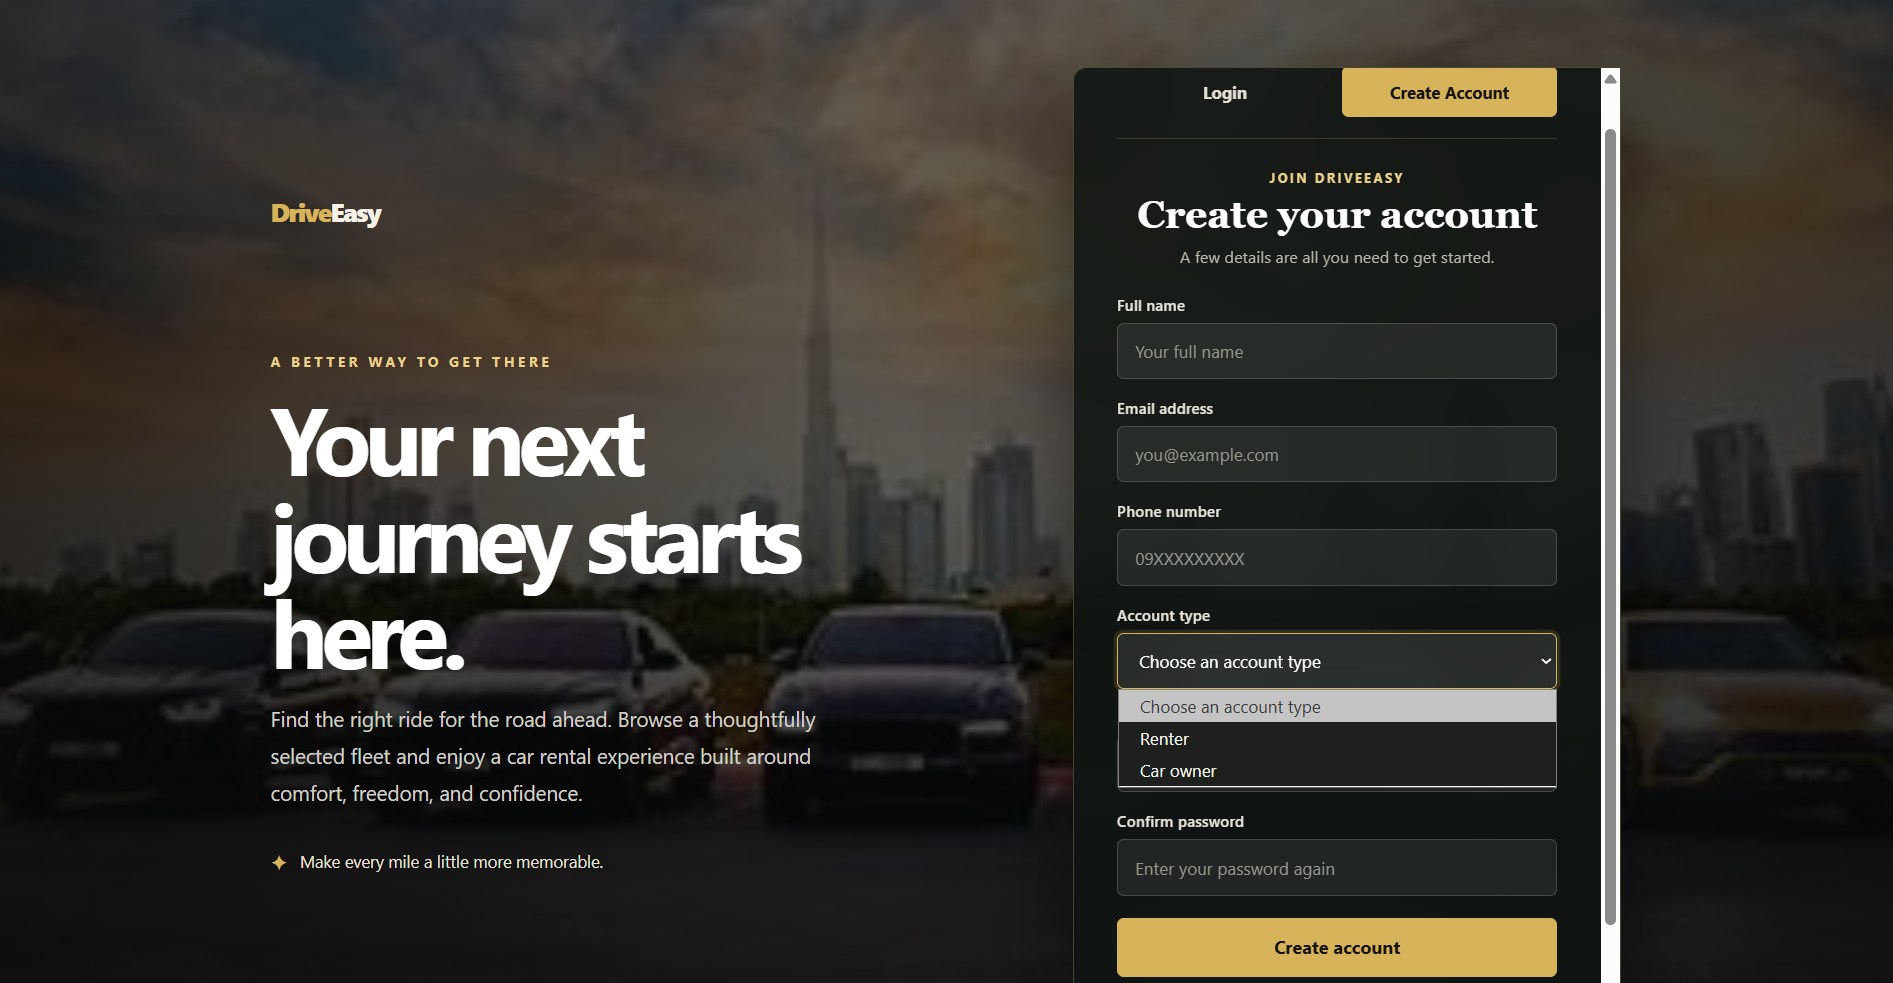 DriveEasy
A BETTER WAY TO GET THERE
Your next
journey starts
here.
Find the right ride for the road ahead. Browse a thoughtfully
selected fleet and enjoy a car rental experience built around
comfort, freedom, and confidence.
Make every mile a little more memorable.
Login
Create Account
JOIN DRIVEEASY
Create your account
A few details are all you need to get started.
Full name
Your full name
Email address
you@example.com
Phone number
09XXXXXXXXX
Account type
Choose an account type
Choose an account type
Renter
Car owner
Confirm password
Enter your password again
Create account